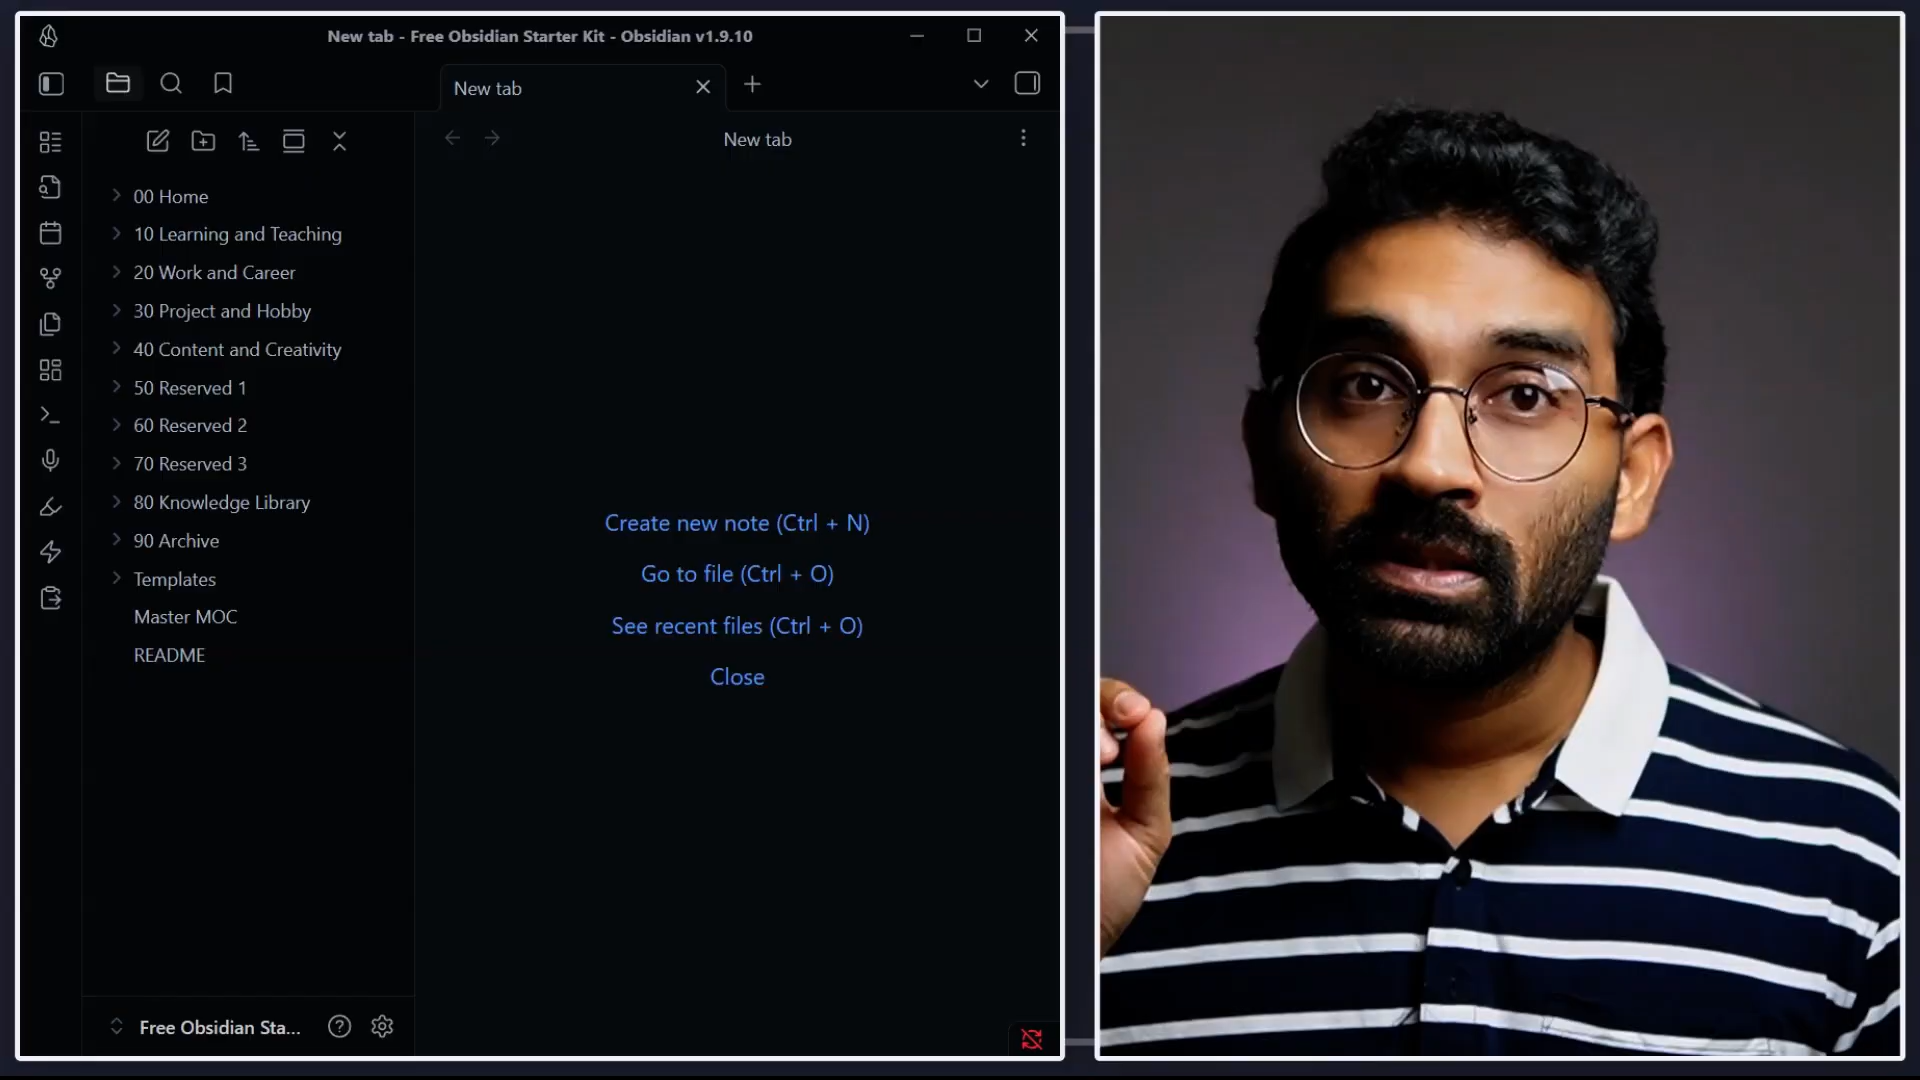 New tab - Free Obsidian Starter Kit - Obsidian v1.9.10
New tab
New tab
00 Home
10 Learning and Teaching
20 Work and Career
30 Project and Hobby
40 Content and Creativity
50 Reserved 1
60 Reserved 2
70 Reserved 3
80 Knowledge Library
90 Archive
Templates
Master MOC
README
Create new note (Ctrl + N)
Go to file (Ctrl + O)
See recent files (Ctrl + O)
Close
Free Obsidian Sta...